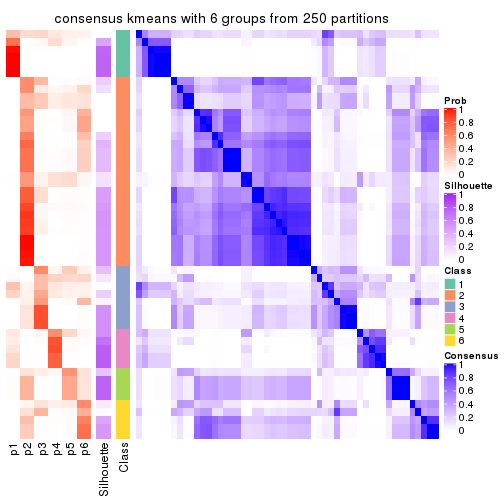 consensus kmeans with 6 groups from 250 partitions
Prob
1
0.8
0.6
0.4
0.2
0
Silhouette
1
0.8
0.6
0.4
0.2
0
Class
1
2
3
4
5
6
Consensus
1
0.8
0.6
0.4
0.2
0
p1
p2
p3
p4
p5
p6
Silhouette
Class